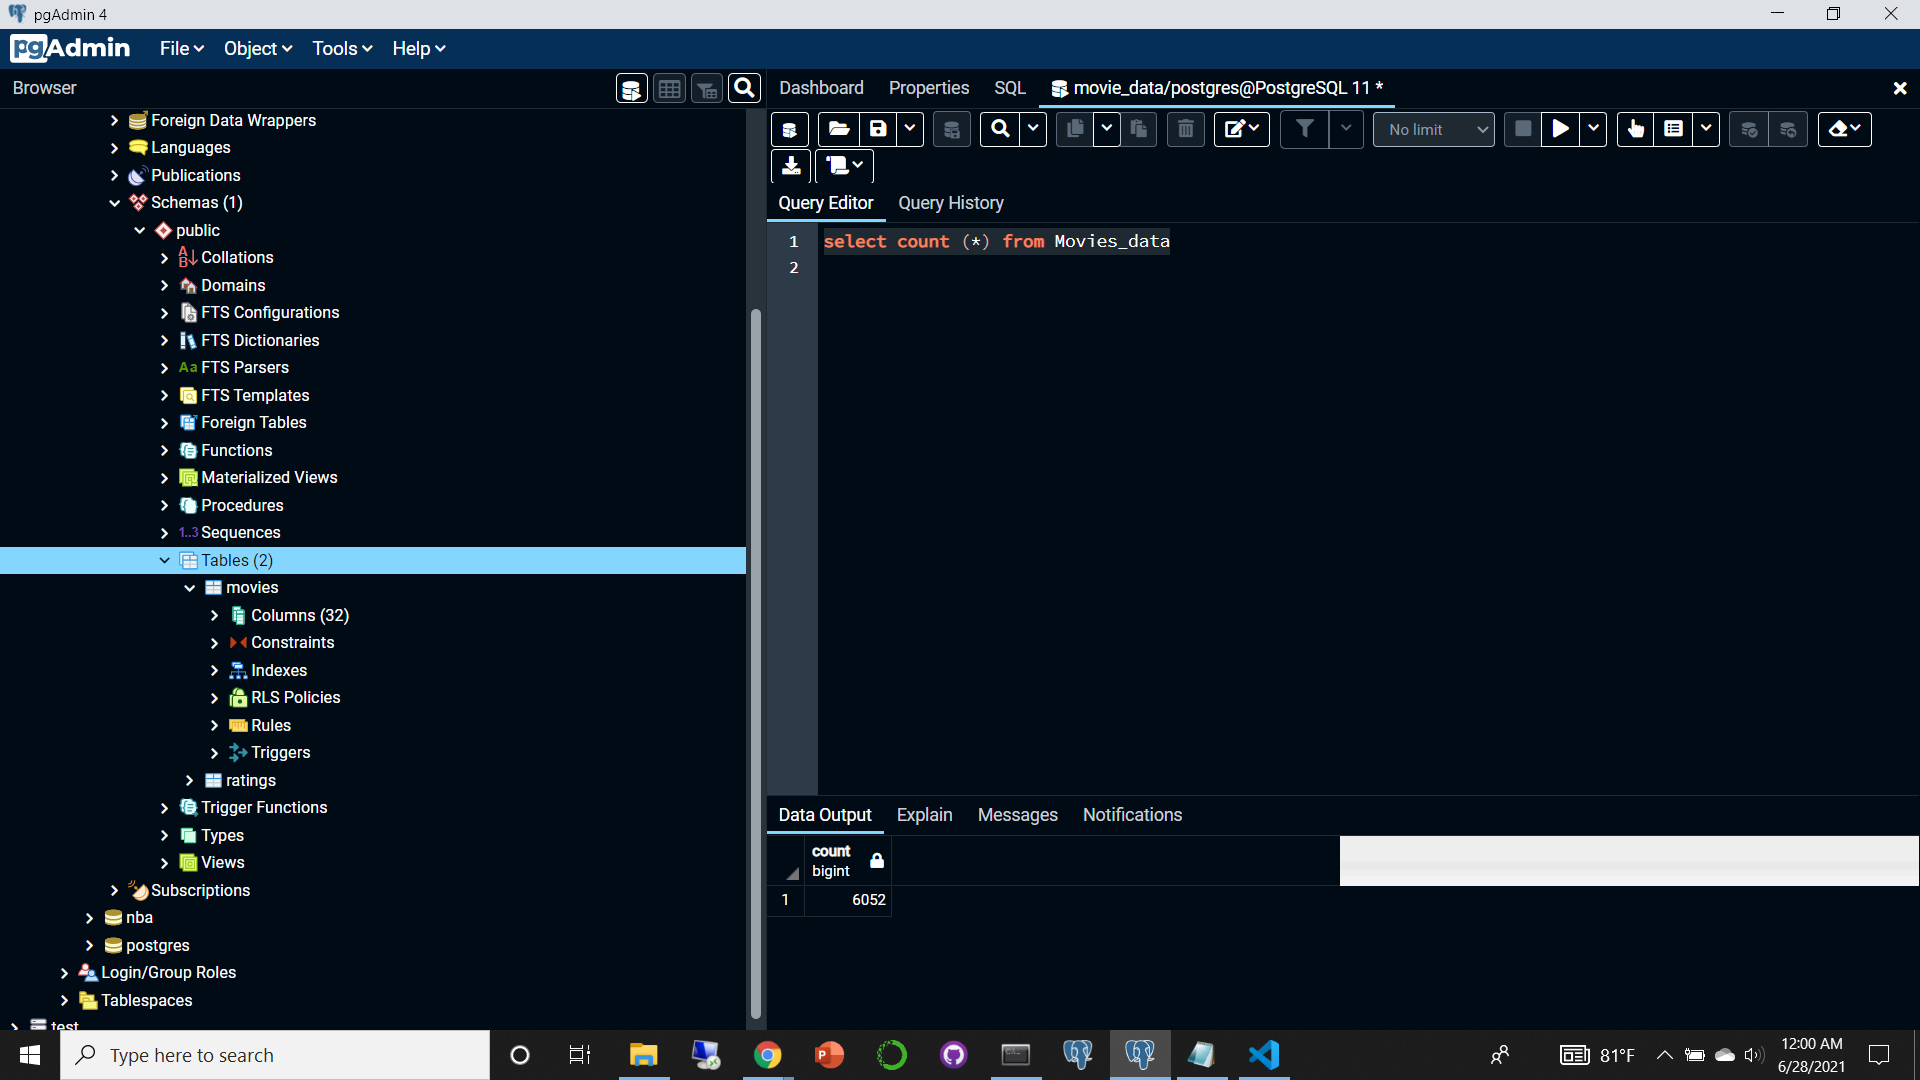 pgAdmin 4
pgAdmin File Object Tools Help
Browser
Foreign Data Wrappers
Languages
Publications
Schemas (1)
public
Collations
Domains
FTS Configurations
FTS Dictionaries
Aa FTS Parsers
FTS Templates
Foreign Tables
Functions
Materialized Views
Procedures
1..3 Sequences
Tables (2)
movies
Columns (32)
Constraints
Indexes
RLS Policies
Rules
Triggers
ratings
Trigger Functions
Types
Views
Subscriptions
nba
postgres
Login/Group Roles
Tablespaces
test
Dashboard Properties SQL movie_data/postgres@PostgreSQL 11 *
No limit
Query Editor Query History
1 select count (*) from Movies_data
2
Data Output Explain Messages Notifications
count
bigint
1 6052
Type here to search
81°F
12:00 AM
6/28/2021